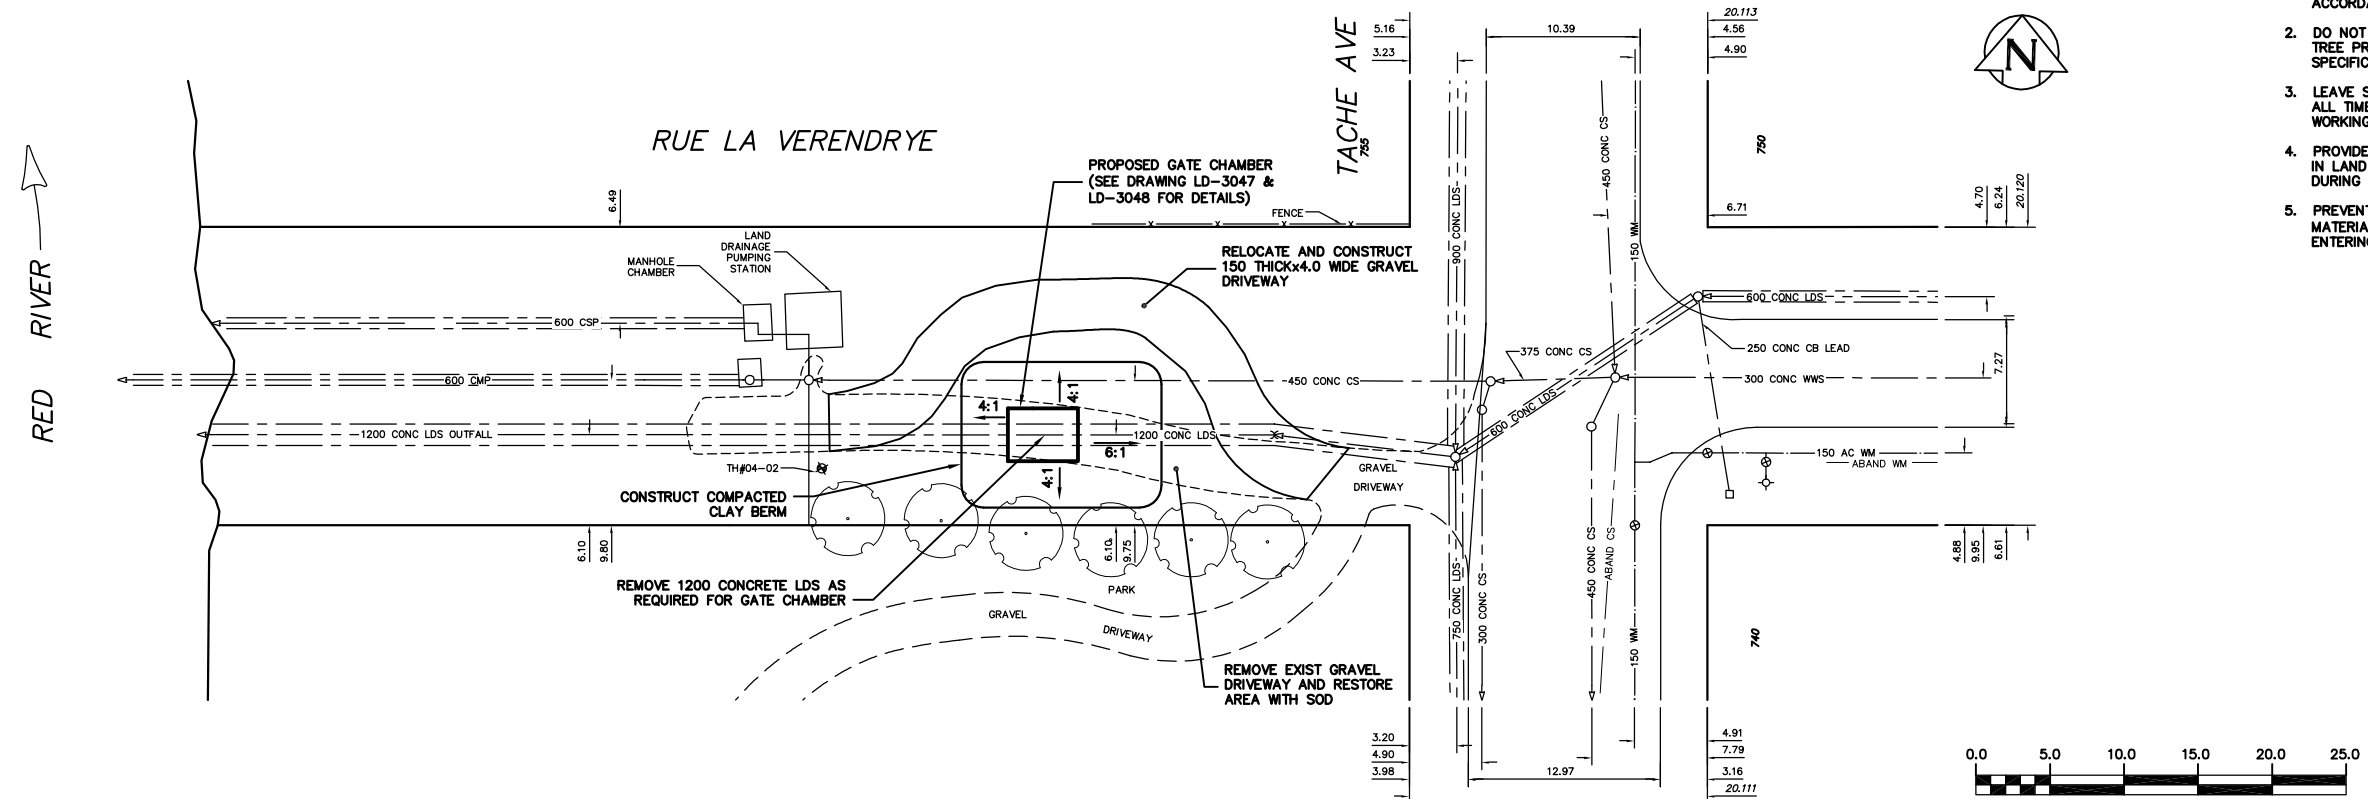 RUE LA VERENDRYE
TACHE AVE
755
750
740
RED RIVER
N
PROPOSED GATE CHAMBER
(SEE DRAWING LD-3047 &
LD-3048 FOR DETAILS)
FENCE
RELOCATE AND CONSTRUCT
150 THICKx4.0 WIDE GRAVEL
DRIVEWAY
LAND
DRAINAGE
PUMPING
STATION
MANHOLE
CHAMBER
6.49
600 CSP
600 CMP
1200 CONC LDS OUTFALL
TH#04-02
CONSTRUCT COMPACTED
CLAY BERM
4:1
4:1
6:1
4:1
1200 CONC LDS
450 CONC CS
375 CONC CS
300 CONC WWS
600 CONC LDS
600 CONC LDS
250 CONC CB LEAD
150 AC WM
ABAND WM
GRAVEL
DRIVEWAY
REMOVE 1200 CONCRETE LDS AS
REQUIRED FOR GATE CHAMBER
PARK
GRAVEL
DRIVEWAY
REMOVE EXIST GRAVEL
DRIVEWAY AND RESTORE
AREA WITH SOD
6.10
9.80
6.10
9.75
900 CONC LDS
450 CONC CS
150 WM
750 CONC LDS
300 CONC CS
450 CONC CS
ABAND CS
150 WM
5.16
3.23
10.39
20.113
4.56
4.90
6.71
4.70
6.24
20.120
7.27
4.88
9.95
6.61
3.20
4.90
3.98
12.97
4.91
7.79
3.16
20.111
0.0 5.0 10.0 15.0 20.0 25.0
2. DO NOT
TREE PR
3. LEAVE S
ALL TIME
WORKING
4. PROVIDE
IN LAND
DURING
5. PREVENT
MATERIA
ENTERING